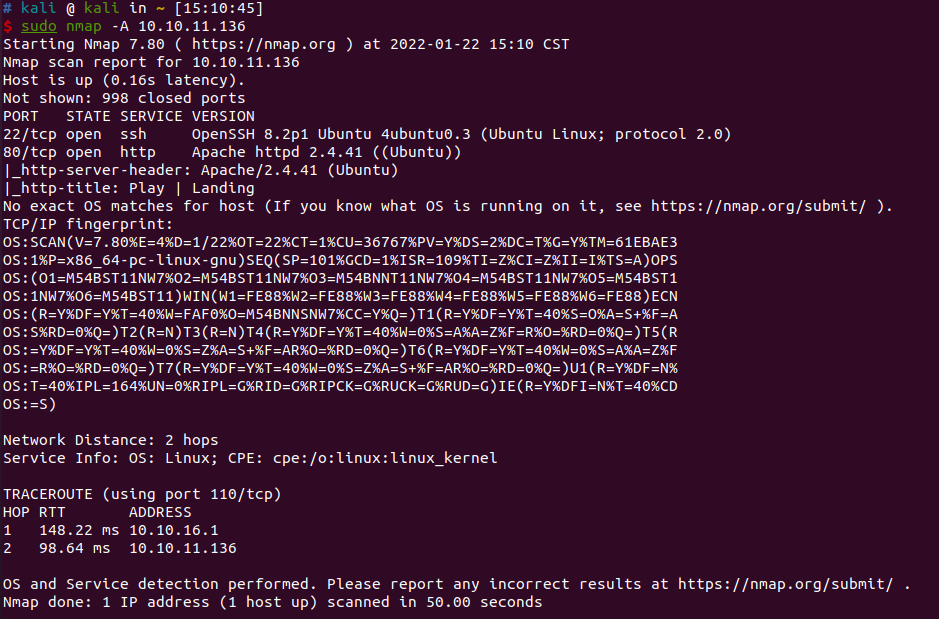 # kali @ kali in ~ [15:10:45]
$ sudo nmap -A 10.10.11.136
Starting Nmap 7.80 ( https://nmap.org ) at 2022-01-22 15:10 CST
Nmap scan report for 10.10.11.136
Host is up (0.16s latency).
Not shown: 998 closed ports
PORT   STATE SERVICE VERSION
22/tcp open  ssh     OpenSSH 8.2p1 Ubuntu 4ubuntu0.3 (Ubuntu Linux; protocol 2.0)
80/tcp open  http    Apache httpd 2.4.41 ((Ubuntu))
|_http-server-header: Apache/2.4.41 (Ubuntu)
|_http-title: Play | Landing
No exact OS matches for host (If you know what OS is running on it, see https://nmap.org/submit/ ).
TCP/IP fingerprint:
OS:SCAN(V=7.80%E=4%D=1/22%OT=22%CT=1%CU=36767%PV=Y%DS=2%DC=T%G=Y%TM=61EBAE3
OS:1%P=x86_64-pc-linux-gnu)SEQ(SP=101%GCD=1%ISR=109%TI=Z%CI=Z%II=I%TS=A)OPS
OS:(O1=M54BST11NW7%O2=M54BST11NW7%O3=M54BNNT11NW7%O4=M54BST11NW7%O5=M54BST1
OS:1NW7%O6=M54BST11)WIN(W1=FE88%W2=FE88%W3=FE88%W4=FE88%W5=FE88%W6=FE88)ECN
OS:(R=Y%DF=Y%T=40%W=FAF0%O=M54BNNSNW7%CC=Y%Q=)T1(R=Y%DF=Y%T=40%S=O%A=S+%F=A
OS:S%RD=0%Q=)T2(R=N)T3(R=N)T4(R=Y%DF=Y%T=40%W=0%S=A%A=Z%F=R%O=%RD=0%Q=)T5(R
OS:=Y%DF=Y%T=40%W=0%S=Z%A=S+%F=AR%O=%RD=0%Q=)T6(R=Y%DF=Y%T=40%W=0%S=A%A=Z%F
OS:=R%O=%RD=0%Q=)T7(R=Y%DF=Y%T=40%W=0%S=Z%A=S+%F=AR%O=%RD=0%Q=)U1(R=Y%DF=N%
OS:T=40%IPL=164%UN=0%RIPL=G%RID=G%RIPCK=G%RUCK=G%RUD=G)IE(R=Y%DFI=N%T=40%CD
OS:=S)
Network Distance: 2 hops
Service Info: OS: Linux; CPE: cpe:/o:linux:linux_kernel
TRACEROUTE (using port 110/tcp)
HOP RTT       ADDRESS
1   148.22 ms 10.10.16.1
2   98.64 ms  10.10.11.136
OS and Service detection performed. Please report any incorrect results at https://nmap.org/submit/ .
Nmap done: 1 IP address (1 host up) scanned in 50.00 seconds